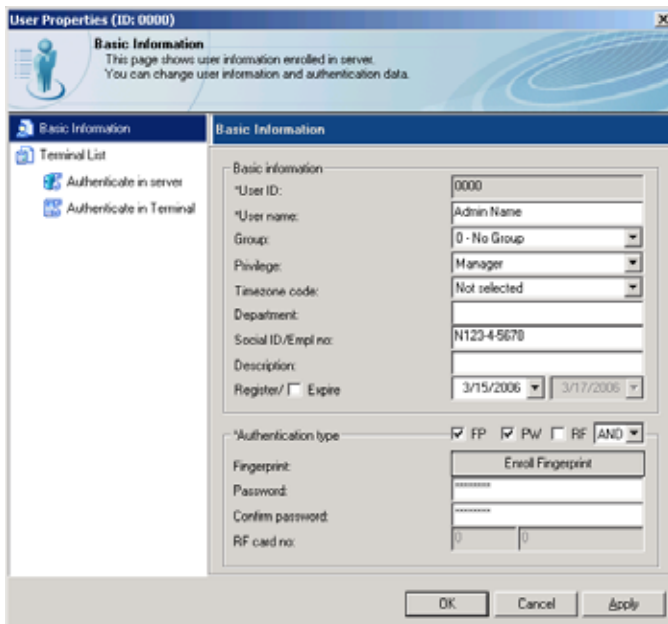 User Properties (ID: 0000)
Basic Information
This page shows user information enrolled in server.
You can change user information and authentication data.
Basic Information
Terminal List
Authenticate in server
Authenticate in Terminal
Basic Information
Basic information
*User ID: 0000
*User name: Admin Name
Group: 0 - No Group
Privilege: Manager
Timezone code: Not selected
Department:
Social ID/Empl no: N123-4-5678
Description:
Register/ Expire 3/15/2006 3/17/2006
*Authentication type FP PW RF AND
Fingerprint: Enroll Fingerprint
Password: ********
Confirm password: ********
RF card no: 0 0
OK Cancel Apply